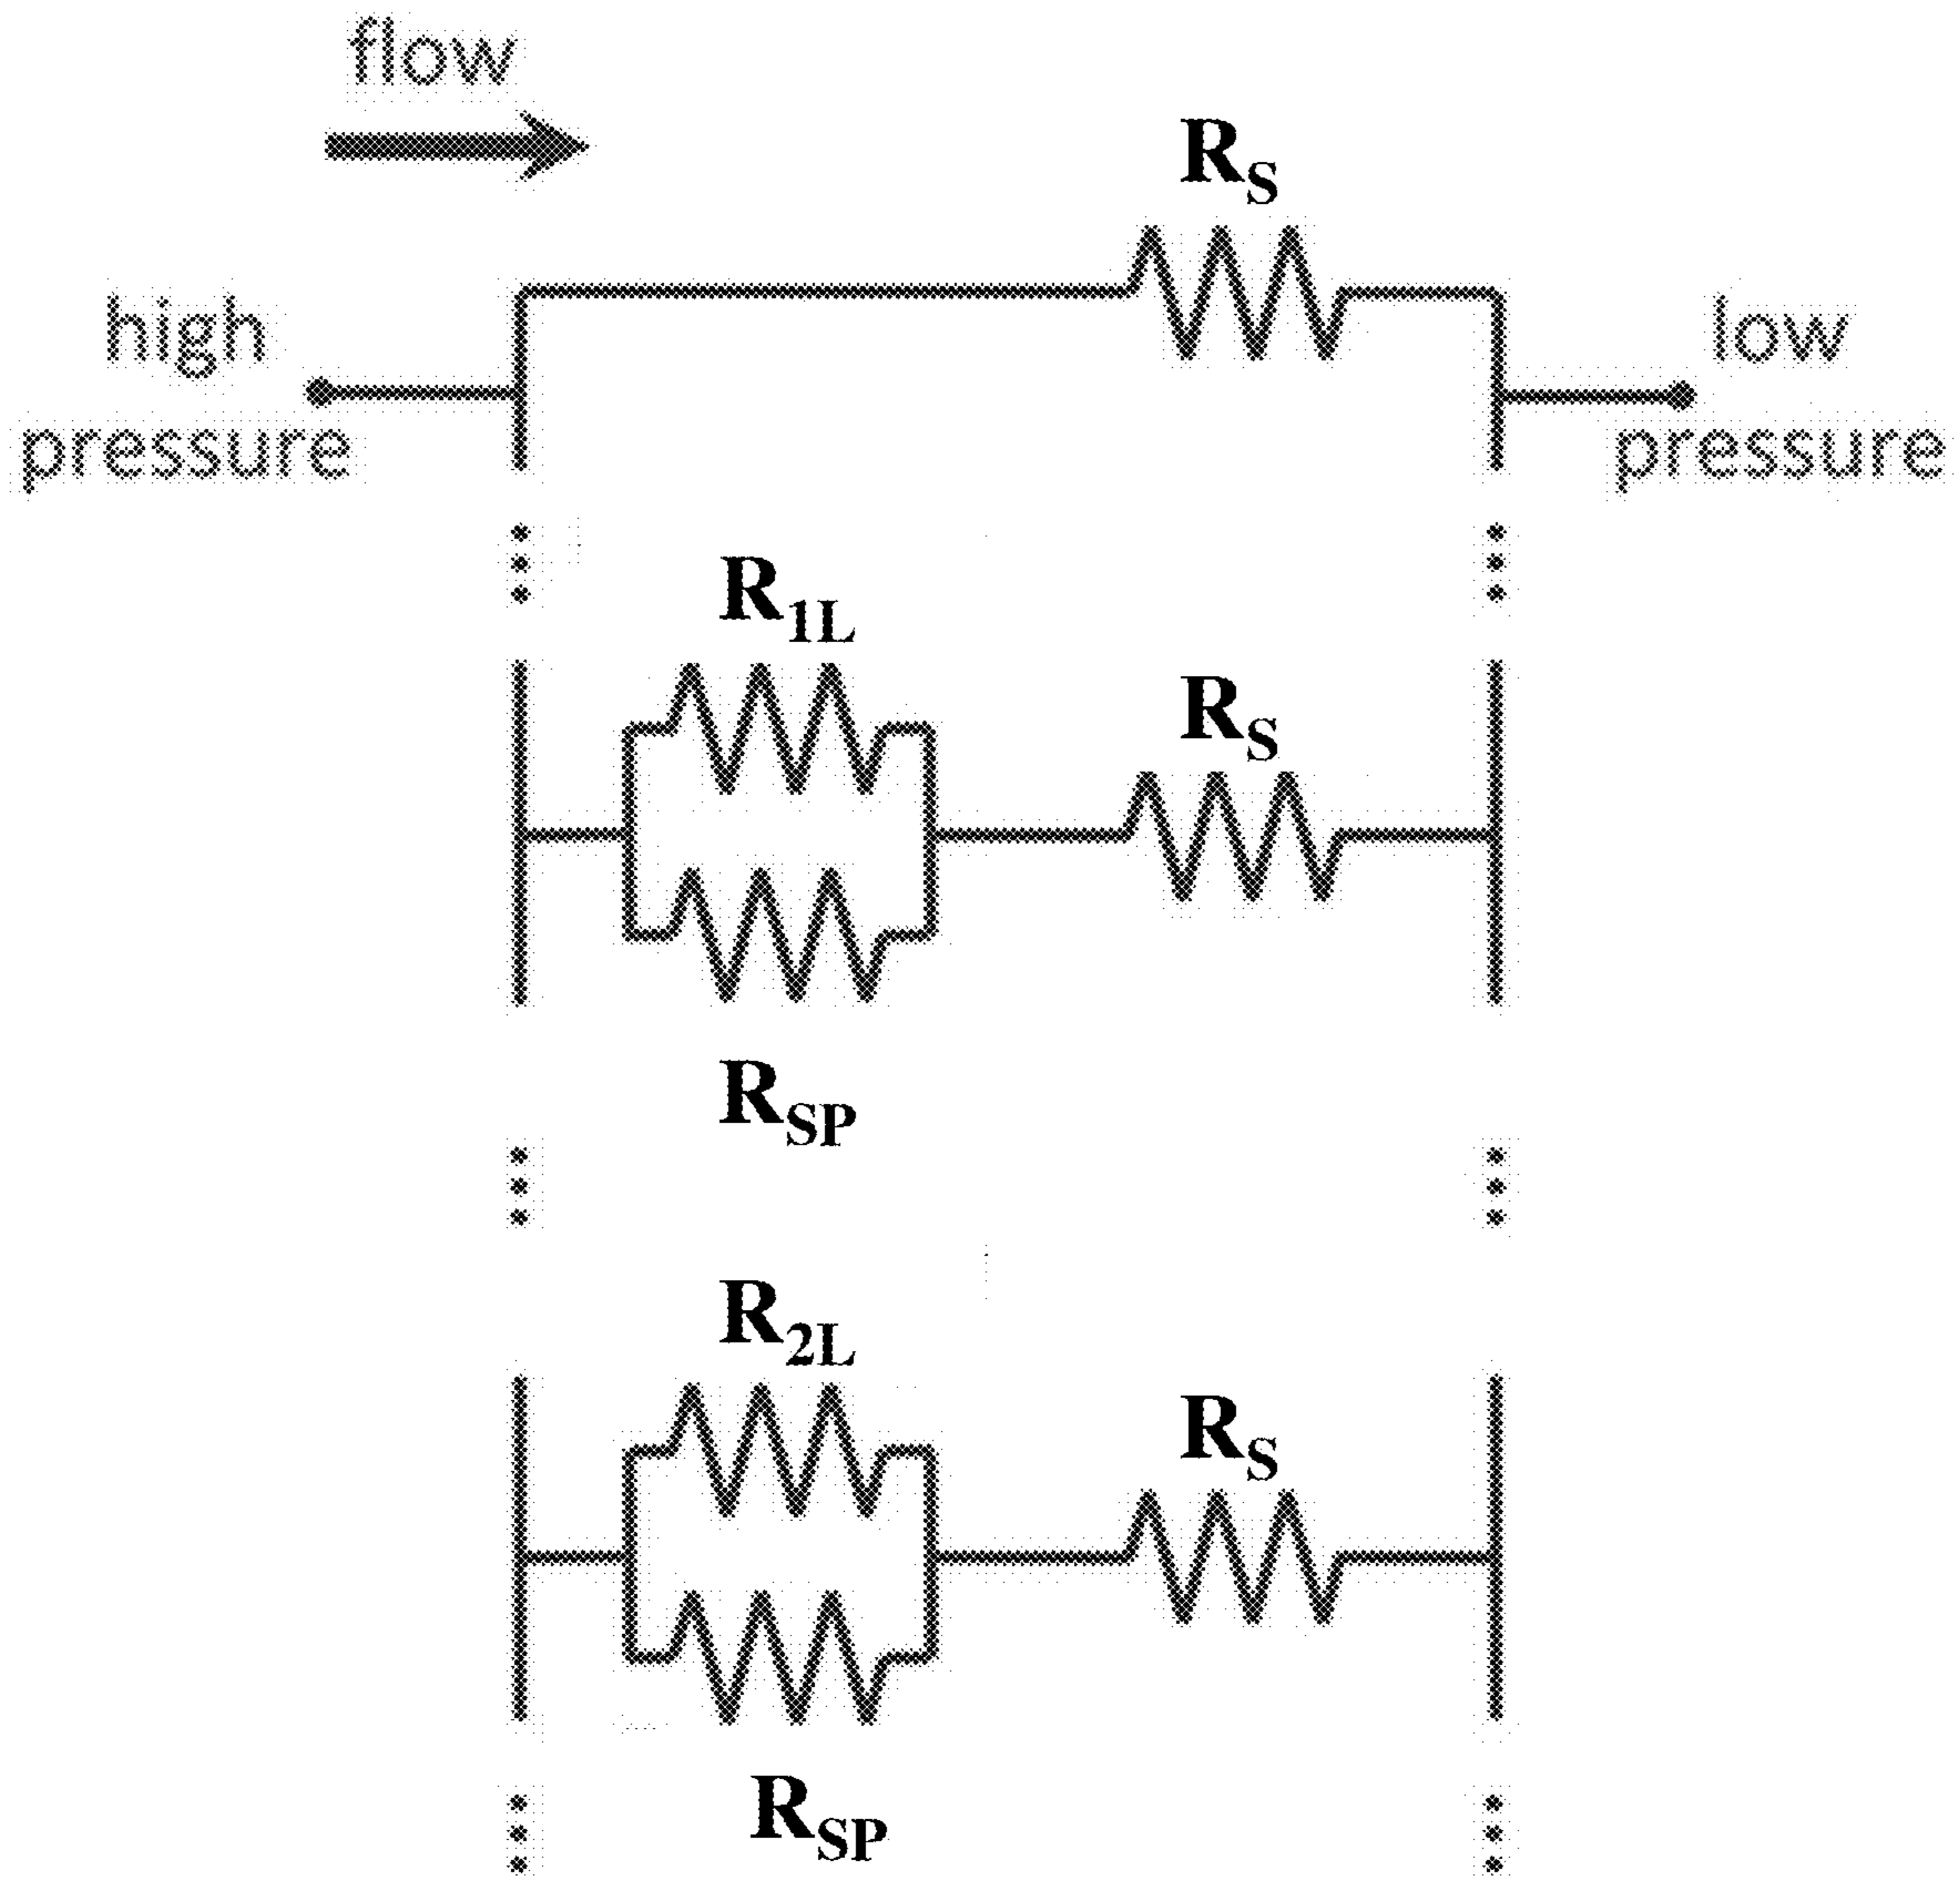 flow
R_S
high
pressure
low
pressure
R_1L
R_S
R_SP
R_2L
R_S
R_SP